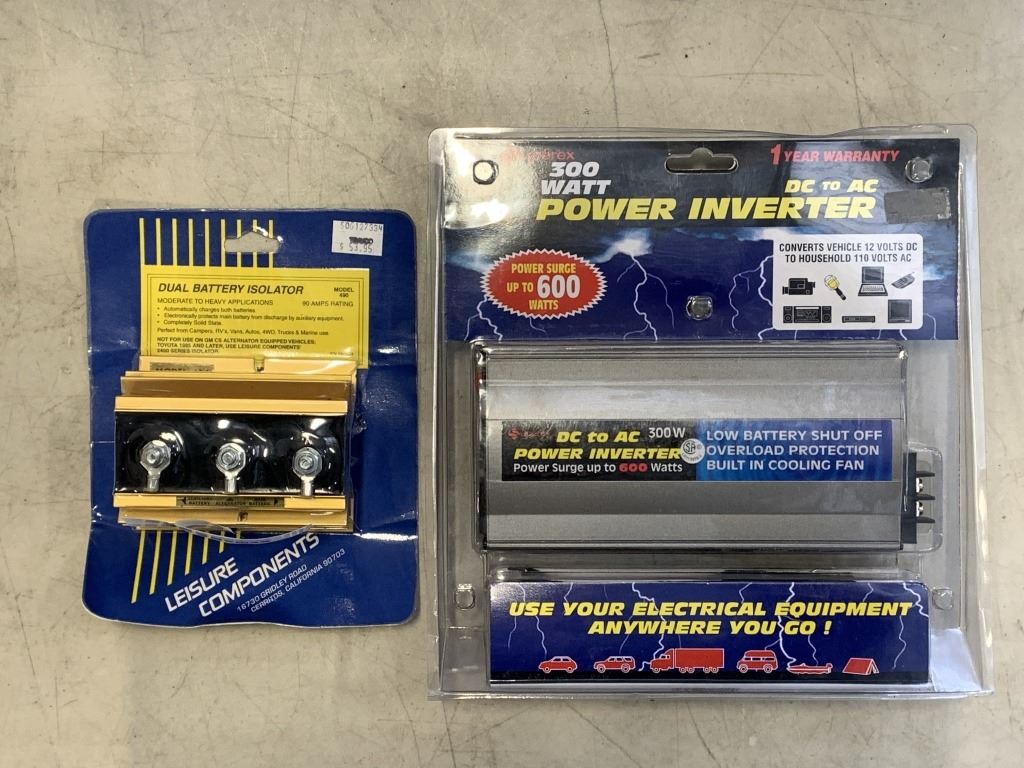 506127334
$ 53.95
DUAL BATTERY ISOLATOR
MODEL
490
MODERATE TO HEAVY APPLICATIONS
90 AMPS RATING
• Automatically charges both batteries.
• Electronically protects main battery from discharge by auxiliary equipment.
• Completely Solid State.
Perfect from Campers, RV's, Vans, Autos, 4WD, Trucks & Marine use.
NOT FOR USE ON GM CS ALTERNATOR EQUIPPED VEHICLES;
TOYOTA 1985 AND LATER, USE LEISURE COMPONENTS'
2400 SERIES ISOLATOR.
BATTERY ALTERNATOR BATTERY
LEISURE
COMPONENTS
16730 GRIDLEY ROAD
CERRITOS, CALIFORNIA 90703
1 YEAR WARRANTY
300
WATT
DC TO AC
POWER INVERTER
POWER SURGE
UP TO 600
WATTS
CONVERTS VEHICLE 12 VOLTS DC
TO HOUSEHOLD 110 VOLTS AC
DC to AC 300W
POWER INVERTER
Power Surge up to 600 Watts
LOW BATTERY SHUT OFF
OVERLOAD PROTECTION
BUILT IN COOLING FAN
USE YOUR ELECTRICAL EQUIPMENT
ANYWHERE YOU GO !